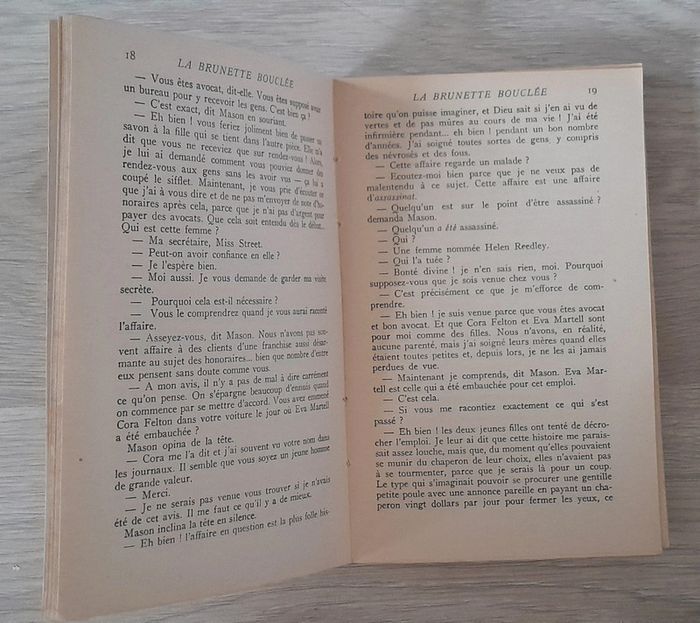 18
LA BRUNETTE BOUCLÉE
— Vous êtes avocat, dit-elle. Vous êtes supposé avoir
un bureau pour y recevoir les gens. C'est bien ça ?
— C'est exact, dit Mason en souriant.
— Eh bien ! vous feriez joliment bien de passer un
savon à la fille qui se tient dans l'autre pièce. Elle m'a
dit que vous ne receviez que sur rendez-vous ! Alors,
je lui ai demandé comment vous pouviez donner des
rendez-vous aux gens sans les avoir vus — ça lui a
coupé le sifflet. Maintenant, je vous prie d'écouter ce
que j'ai à vous dire et de ne pas m'envoyer de note d'ho-
noraires après cela, parce que je n'ai pas d'argent pour
payer des avocats. Que cela soit entendu dès le début...
Qui est cette femme ?
— Ma secrétaire, Miss Street.
— Peut-on avoir confiance en elle ?
— Je l'espère bien.
— Moi aussi. Je vous demande de garder ma visite
secrète.
— Pourquoi cela est-il nécessaire ?
— Vous le comprendrez quand je vous aurai raconté
l'affaire.
— Asseyez-vous, dit Mason. Nous n'avons pas sou-
vent affaire à des clients d'une franchise aussi désar-
mante au sujet des honoraires... bien que nombre d'entre
eux pensent sans doute comme vous.
— A mon avis, il n'y a pas de mal à dire carrément
ce qu'on pense. On s'épargne beaucoup d'ennuis quand
on commence par se mettre d'accord. Vous avez emmené
Cora Felton dans votre voiture le jour où Eva Martell
a été embauchée ?
Mason opina de la tête.
— Cora me l'a dit et j'ai souvent vu votre nom dans
les journaux. Il semble que vous soyez un jeune homme
de grande valeur.
— Merci.
— Je ne serais pas venue vous trouver si je n'avais
été de cet avis. Il me faut ce qu'il y a de mieux.
Mason inclina la tête en silence.
— Eh bien ! l'affaire en question est la plus folle his-
LA BRUNETTE BOUCLÉE
19
toire qu'on puisse imaginer, et Dieu sait si j'en ai vu de
vertes et de pas mûres au cours de ma vie ! J'ai été
infirmière pendant... eh bien ! pendant un bon nombre
d'années. J'ai soigné toutes sortes de gens y compris
des névrosés et des fous.
— Cette affaire regarde un malade ?
— Ecoutez-moi bien parce que je ne veux pas de
malentendu à ce sujet. Cette affaire est une affaire
d'assassinat.
— Quelqu'un est sur le point d'être assassiné ?
demanda Mason.
— Quelqu'un a été assassiné.
— Qui ?
— Une femme nommée Helen Reedley.
— Qui l'a tuée ?
— Bonté divine ! je n'en sais rien, moi. Pourquoi
supposez-vous que je sois venue chez vous ?
— C'est précisément ce que je m'efforce de com-
prendre.
— Eh bien ! je suis venue parce que vous êtes avocat
et bon avocat. Et que Cora Felton et Eva Martell sont
pour moi comme des filles. Nous n'avons, en réalité,
aucune parenté, mais j'ai soigné leurs mères quand elles
étaient toutes petites et, depuis lors, je ne les ai jamais
perdues de vue.
— Maintenant je comprends, dit Mason. Eva Mar-
tell est celle qui a été embauchée pour cet emploi.
— C'est cela.
— Si vous me racontiez exactement ce qui s'est
passé ?
— Eh bien ! les deux jeunes filles ont tenté de décro-
cher l'emploi. Je leur ai dit que cette histoire me parais-
sait assez louche, mais que, du moment qu'elles pouvaient
se munir du chaperon de leur choix, elles n'avaient pas
à se tourmenter, parce que je serais là pour un coup.
Le type qui s'imaginait pouvoir se procurer une gentille
petite poule avec une annonce pareille en payant un cha-
peron vingt dollars par jour pour fermer les yeux, ce